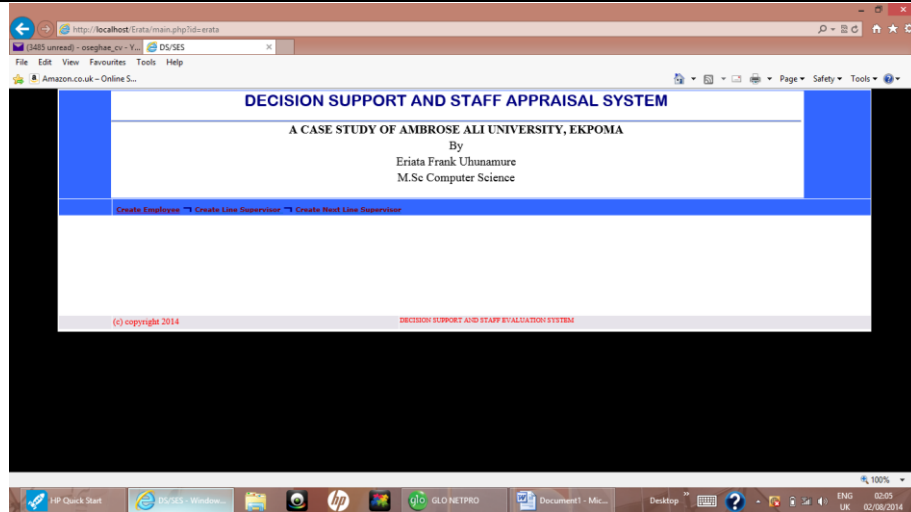 http://localhost/Erata/main.php?id=erata
(3485 unread) - oseghae_cv - Y... DS/SES
File Edit View Favourites Tools Help
Amazon.co.uk – Online S...
Page Safety Tools
DECISION SUPPORT AND STAFF APPRAISAL SYSTEM
A CASE STUDY OF AMBROSE ALI UNIVERSITY, EKPOMA
By
Eriata Frank Uhunamure
M.Sc Computer Science
Create Employee Create Line Supervisor Create Next Line Supervisor
(c) copyright 2014 DECISION SUPPORT AND STAFF EVALUATION SYSTEM
100%
HP Quick Start DS/SES - Window... hp glo GLO NETPRO Document1 - Mic... Desktop » ENG 02:05
UK 02/08/2014